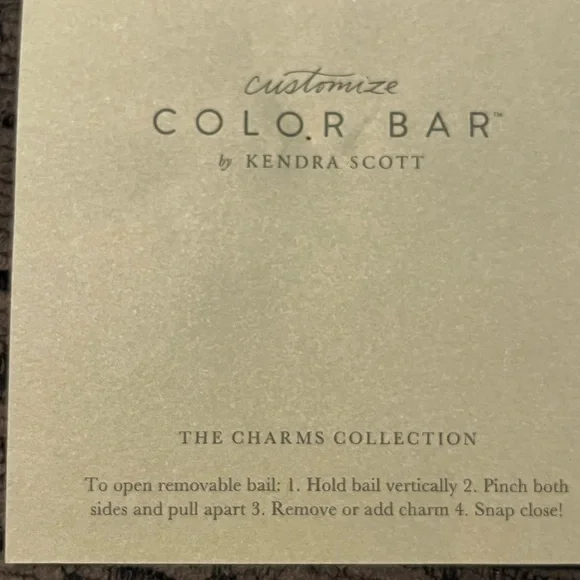 customize
COLOR BAR™
by KENDRA SCOTT
THE CHARMS COLLECTION
To open removable bail: 1. Hold bail vertically 2. Pinch both
sides and pull apart 3. Remove or add charm 4. Snap close!